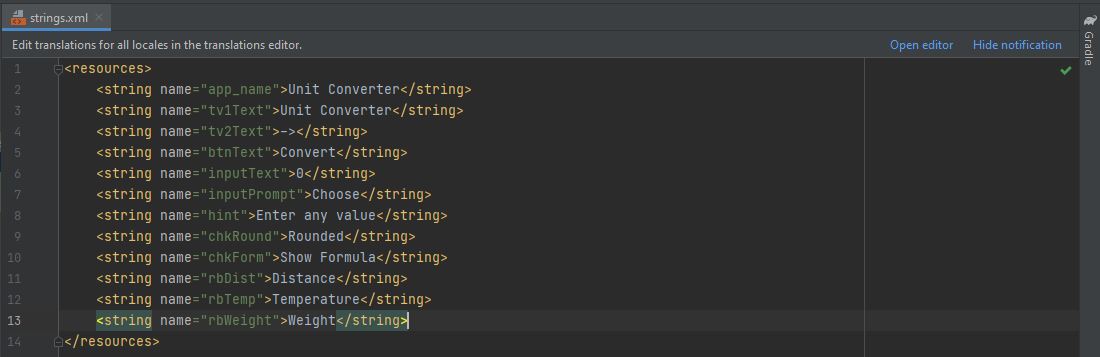 strings.xml
Edit translations for all locales in the translations editor. Open editor Hide notification
Gradle
1 <resources>
2 <string name="app_name">Unit Converter</string>
3 <string name="tv1Text">Unit Converter</string>
4 <string name="tv2Text">-></string>
5 <string name="btnText">Convert</string>
6 <string name="inputText">0</string>
7 <string name="inputPrompt">Choose</string>
8 <string name="hint">Enter any value</string>
9 <string name="chkRound">Rounded</string>
10 <string name="chkForm">Show Formula</string>
11 <string name="rbDist">Distance</string>
12 <string name="rbTemp">Temperature</string>
13 <string name="rbWeight">Weight</string>
14 </resources>